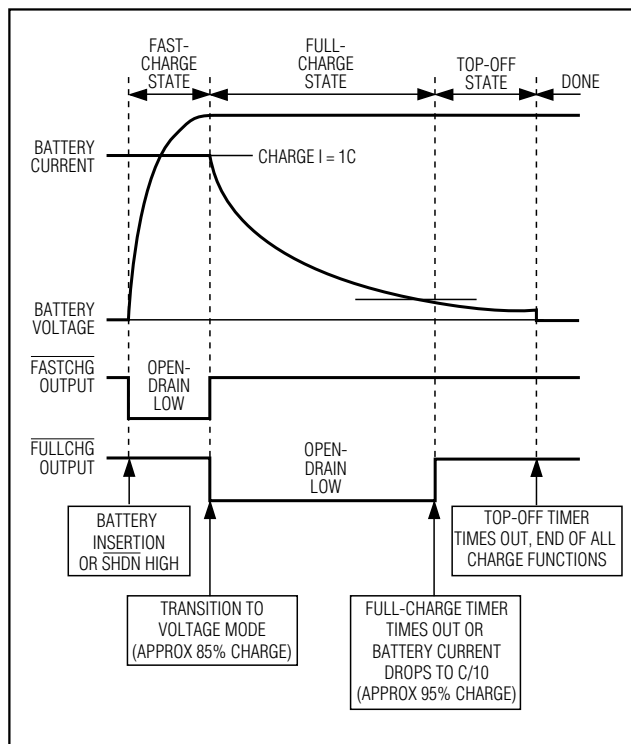 FAST-
CHARGE
STATE
FULL-
CHARGE
STATE
TOP-OFF
STATE
DONE
BATTERY
CURRENT
CHARGE I = 1C
BATTERY
VOLTAGE
FASTCHG
OUTPUT
OPEN-
DRAIN
LOW
FULLCHG
OUTPUT
OPEN-
DRAIN
LOW
BATTERY
INSERTION
OR SHDN HIGH
TOP-OFF TIMER
TIMES OUT, END OF ALL
CHARGE FUNCTIONS
TRANSITION TO
VOLTAGE MODE
(APPROX 85% CHARGE)
FULL-CHARGE TIMER
TIMES OUT OR
BATTERY CURRENT
DROPS TO C/10
(APPROX 95% CHARGE)